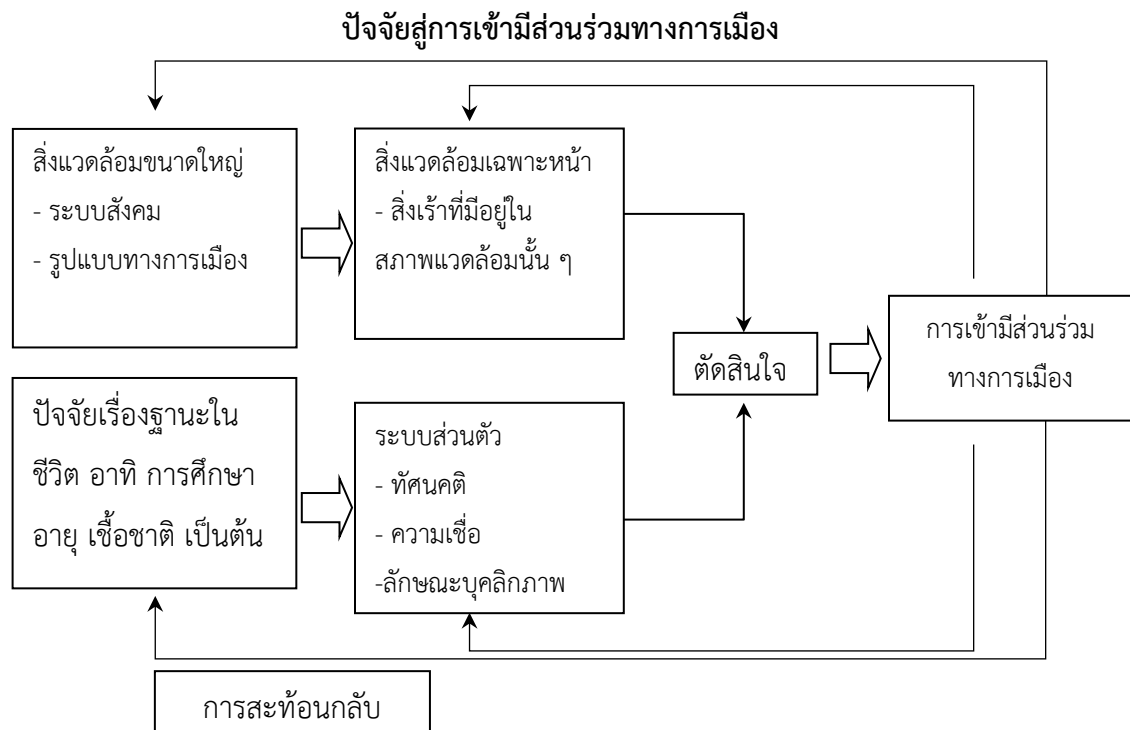 ปัจจัยสู่การเข้ามีส่วนร่วมทางการเมือง
สิ่งแวดล้อมขนาดใหญ่
- ระบบสังคม
- รูปแบบทางการเมือง
สิ่งแวดล้อมเฉพาะหน้า
- สิ่งเร้าที่มีอยู่ใน
สภาพแวดล้อมนั้น ๆ
ตัดสินใจ
การเข้ามีส่วนร่วม
ทางการเมือง
ปัจจัยเรื่องฐานะใน
ชีวิต อาทิ การศึกษา
อายุ เชื้อชาติ เป็นต้น
ระบบส่วนตัว
- ทัศนคติ
- ความเชื่อ
-ลักษณะบุคลิกภาพ
การสะท้อนกลับ